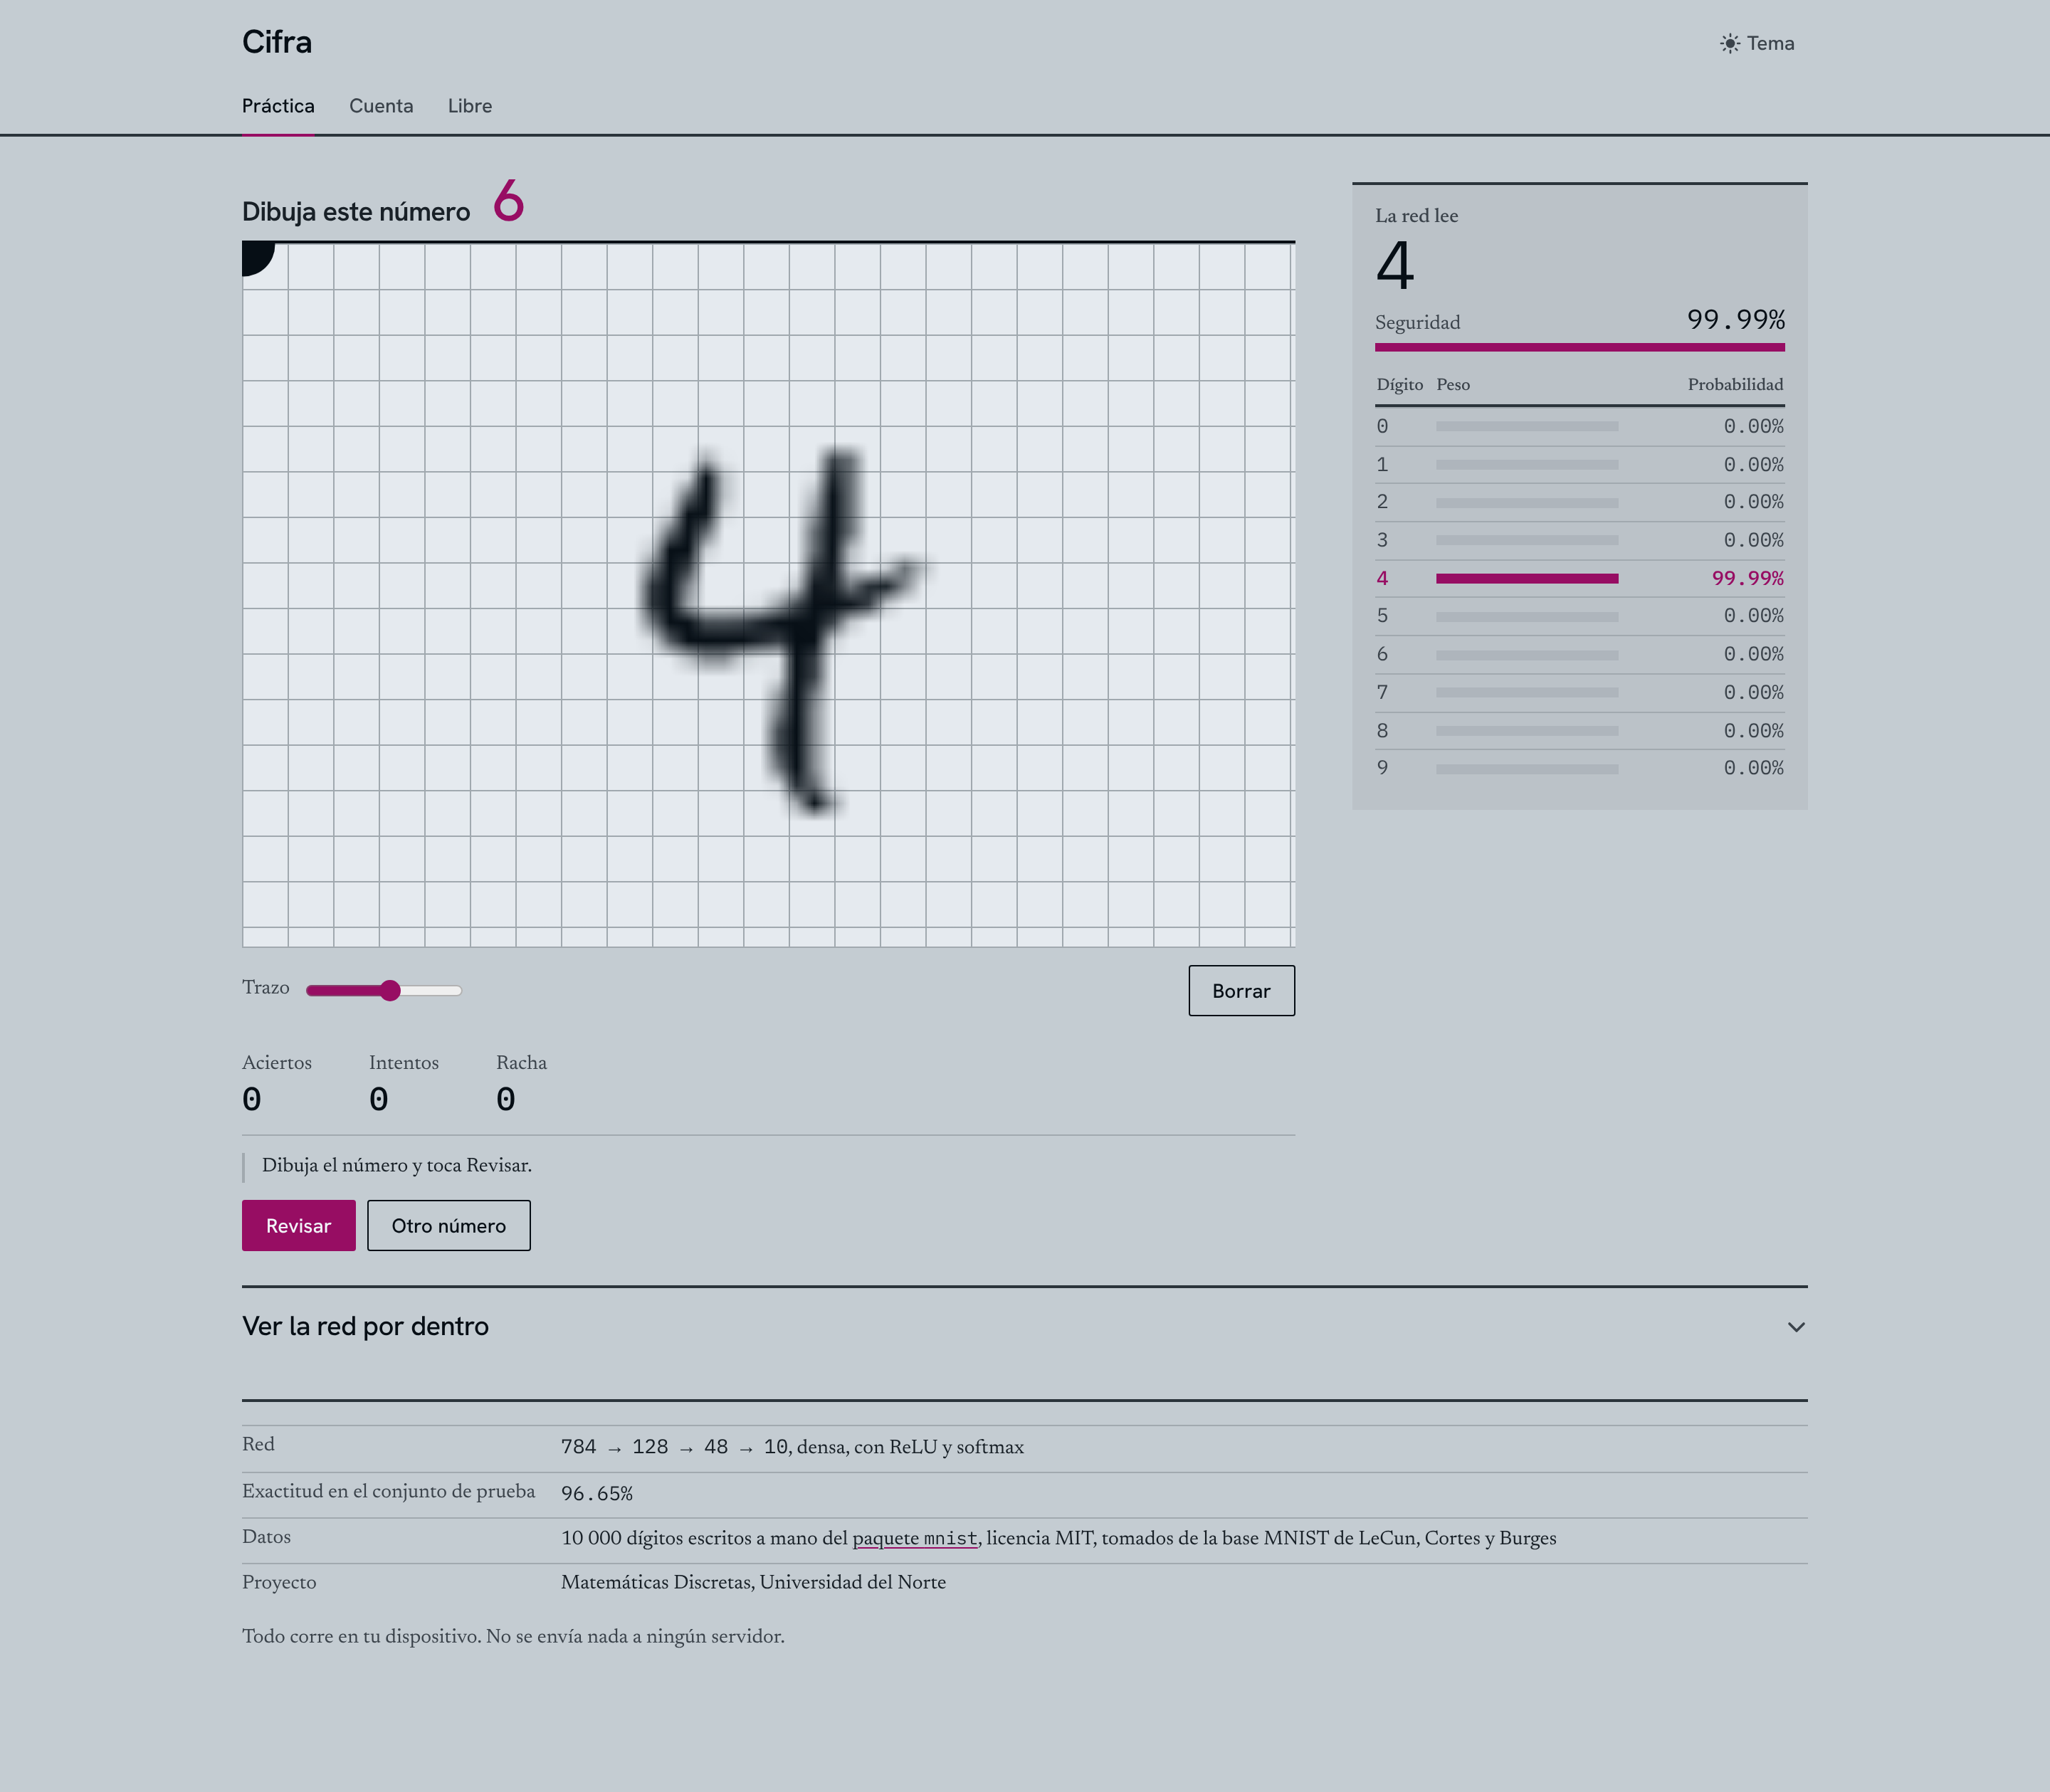 Cifra
Tema
Práctica Cuenta Libre
Dibuja este número 6
4
Trazo
Borrar
Aciertos Intentos Racha
0 0 0
Dibuja el número y toca Revisar.
Revisar Otro número
La red lee
4
Seguridad 99.99%
Dígito Peso Probabilidad
0 0.00%
1 0.00%
2 0.00%
3 0.00%
4 99.99%
5 0.00%
6 0.00%
7 0.00%
8 0.00%
9 0.00%
Ver la red por dentro
Red 784 → 128 → 48 → 10, densa, con ReLU y softmax
Exactitud en el conjunto de prueba 96.65%
Datos 10 000 dígitos escritos a mano del paquete mnist, licencia MIT, tomados de la base MNIST de LeCun, Cortes y Burges
Proyecto Matemáticas Discretas, Universidad del Norte
Todo corre en tu dispositivo. No se envía nada a ningún servidor.